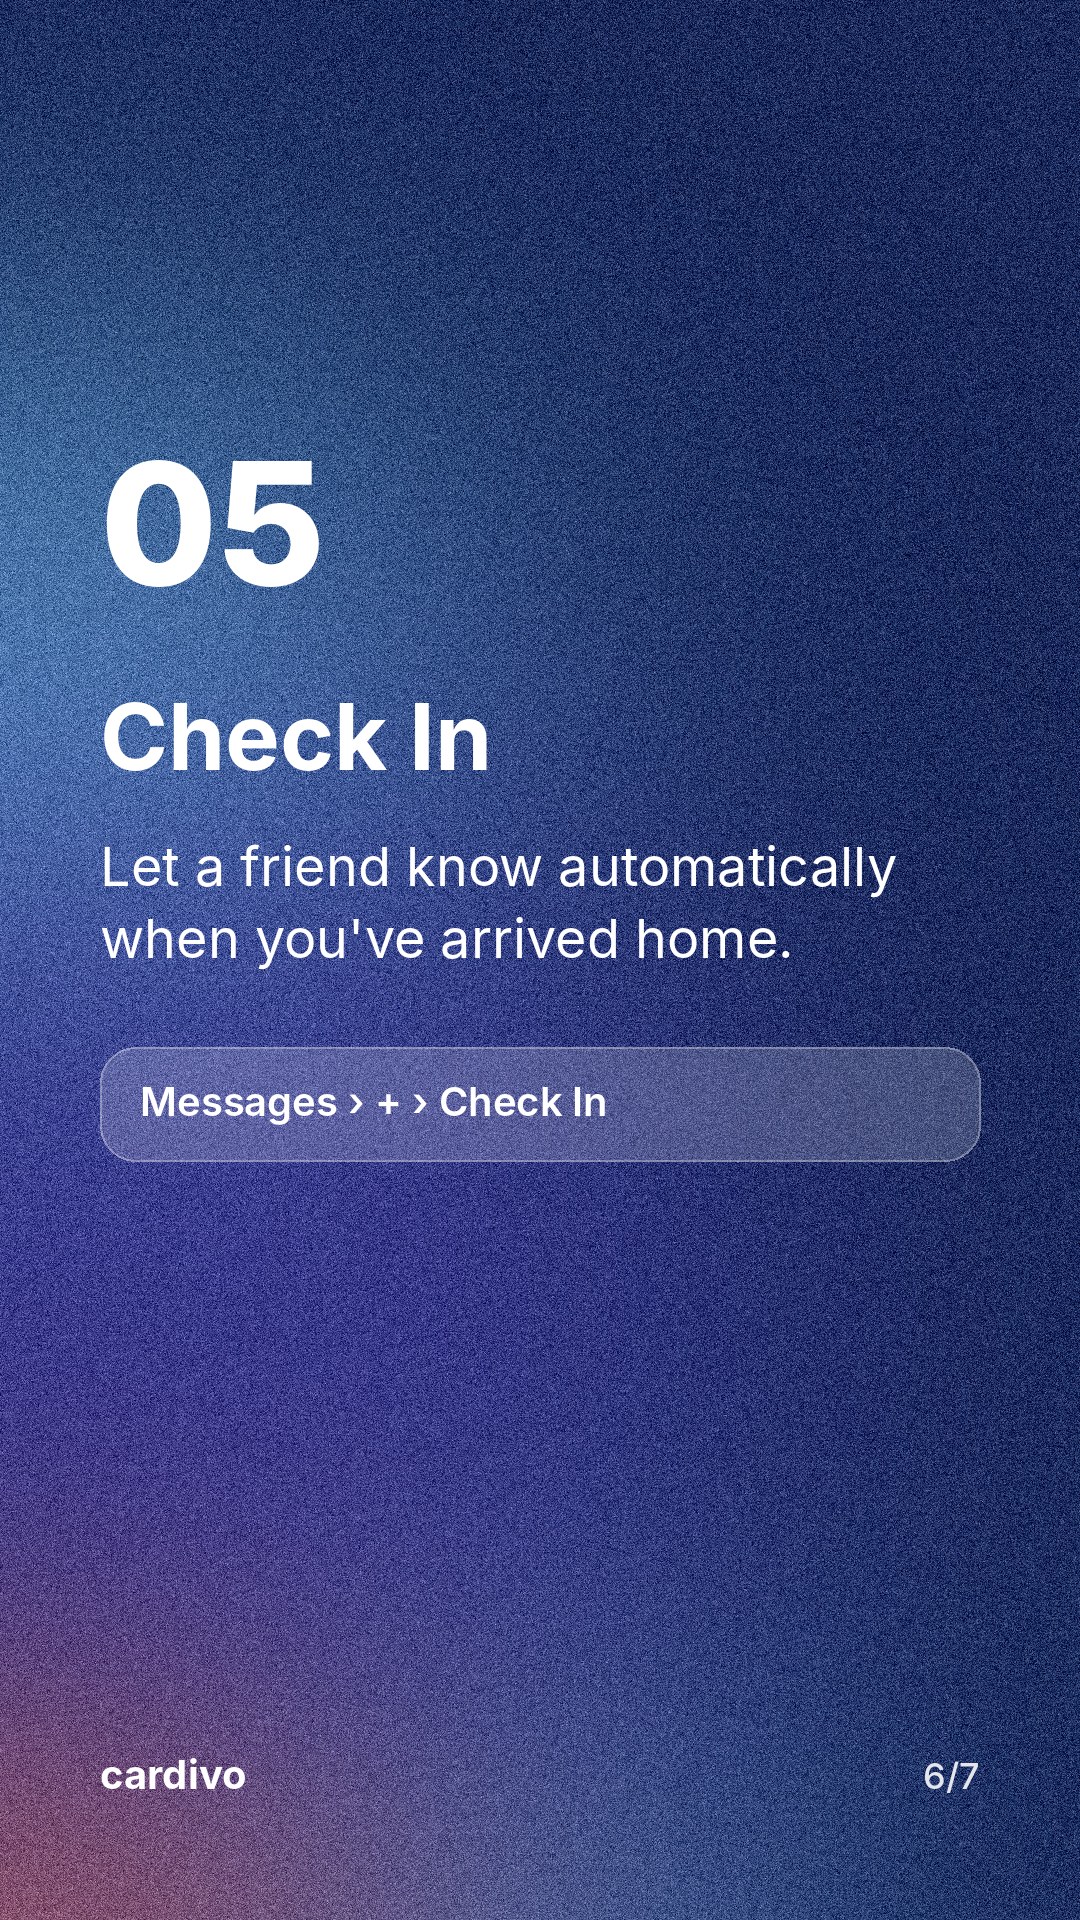 05
Check In
Let a friend know automatically
when you've arrived home.
Messages › + › Check In
cardivo
6/7